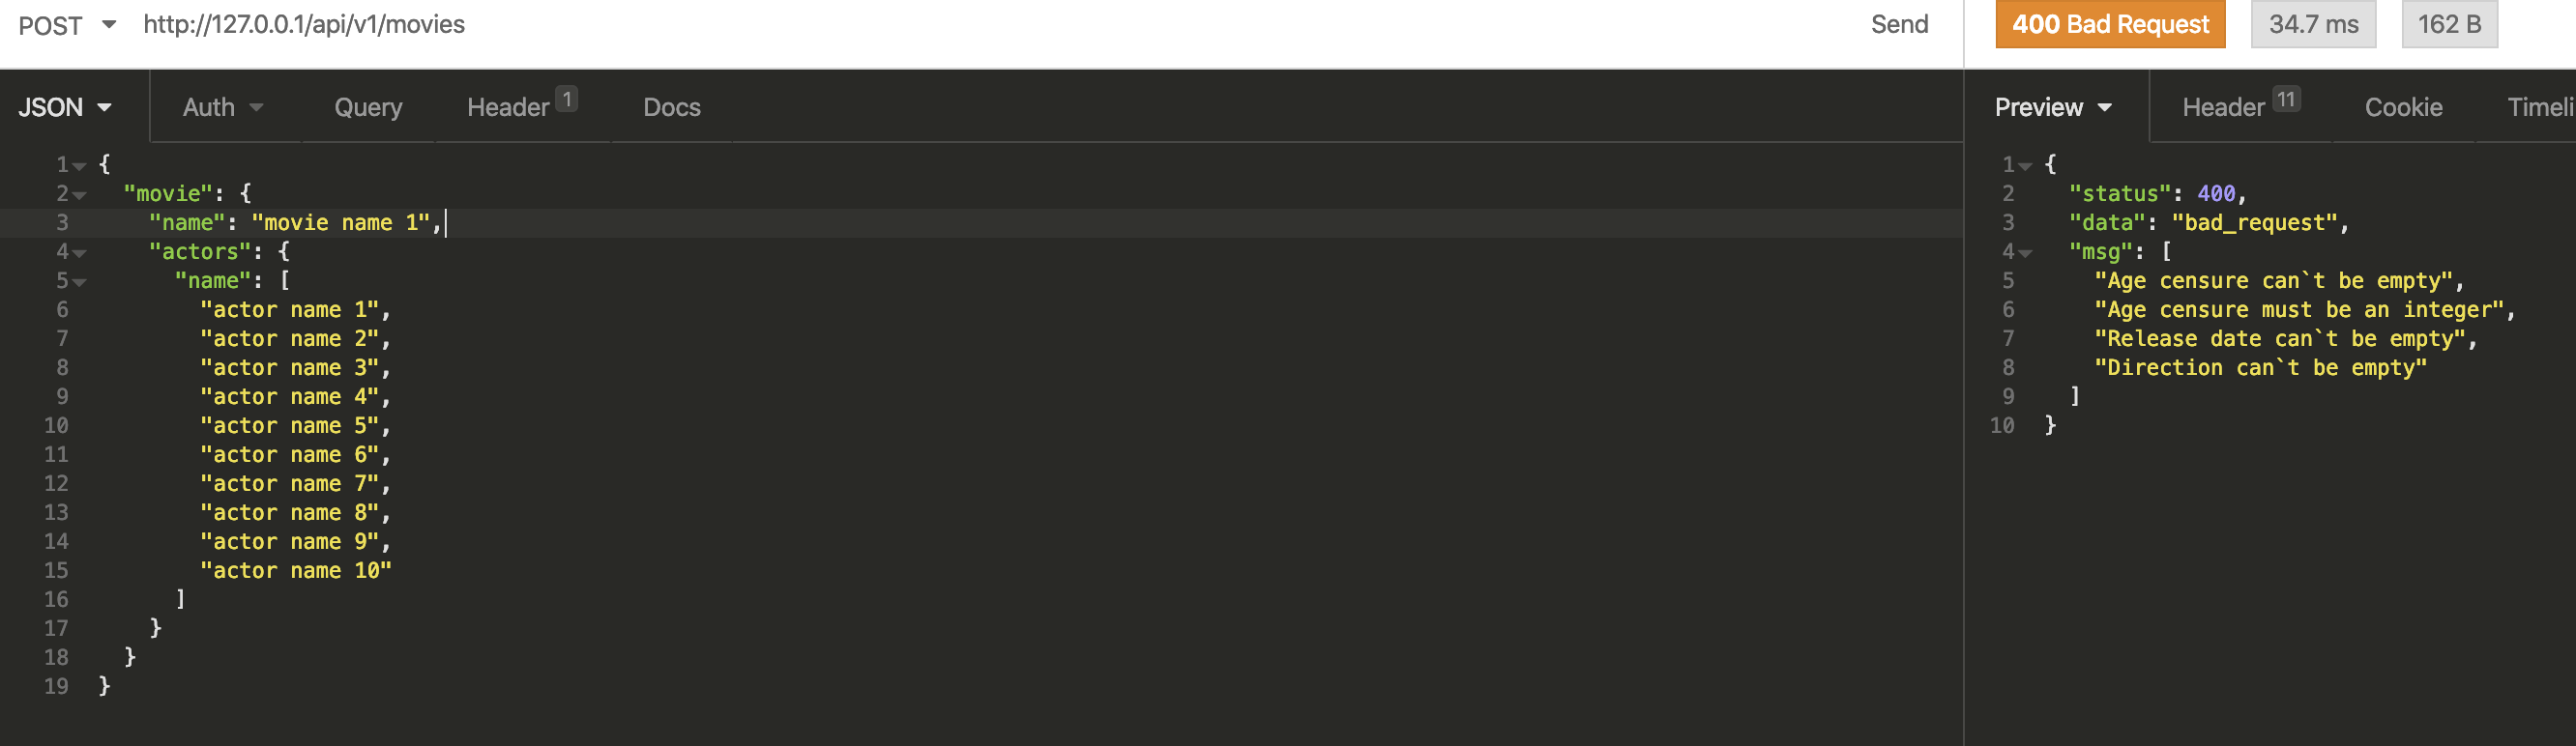 POST http://127.0.0.1/api/v1/movies Send
400 Bad Request 34.7 ms 162 B
JSON Auth Query Header 1 Docs
1 {
2 "movie": {
3 "name": "movie name 1",
4 "actors": {
5 "name": [
6 "actor name 1",
7 "actor name 2",
8 "actor name 3",
9 "actor name 4",
10 "actor name 5",
11 "actor name 6",
12 "actor name 7",
13 "actor name 8",
14 "actor name 9",
15 "actor name 10"
16 ]
17 }
18 }
19 }
Preview Header 11 Cookie Timeli
1 {
2 "status": 400,
3 "data": "bad_request",
4 "msg": [
5 "Age censure can`t be empty",
6 "Age censure must be an integer",
7 "Release date can`t be empty",
8 "Direction can`t be empty"
9 ]
10 }